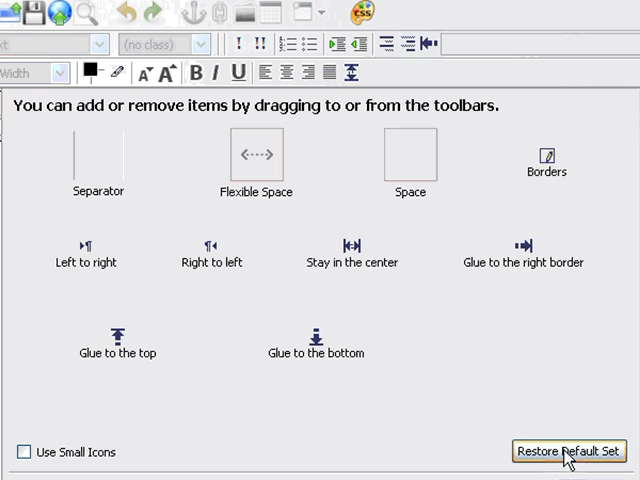 CSS
(no class)
! !!
Width
A A B I U
You can add or remove items by dragging to or from the toolbars.
Separator
Flexible Space
Space
Borders
Left to right
Right to left
Stay in the center
Glue to the right border
Glue to the top
Glue to the bottom
Use Small Icons
Restore Default Set